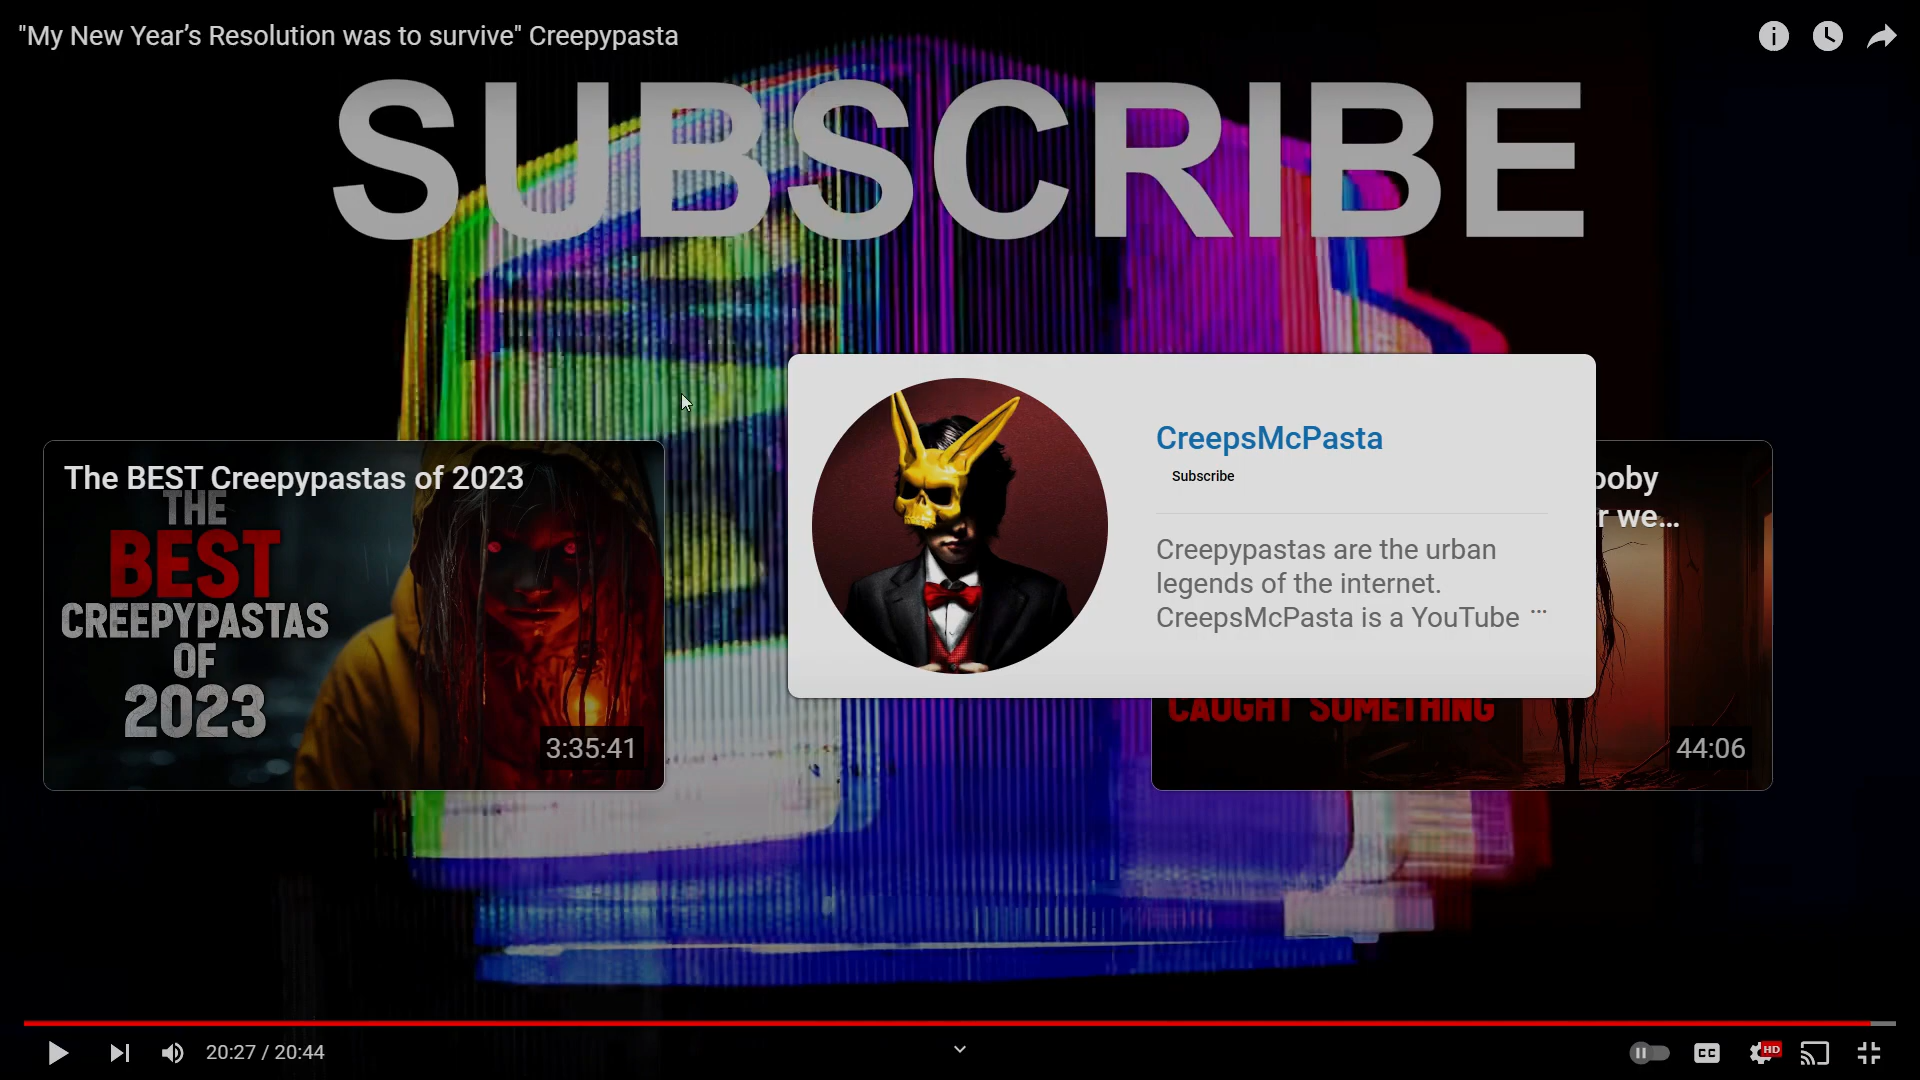 "My New Year’s Resolution was to survive" Creepypasta
SUBSCRIBE
The BEST Creepypastas of 2023
THE
BEST
CREEPYPASTAS
OF
2023
3:35:41
CreepsMcPasta
Subscribe
Creepypastas are the urban
legends of the internet.
CreepsMcPasta is a YouTube ...
ooby
r we...
CAUGHT SOMETHING
44:06
20:27 / 20:44
CC
HD